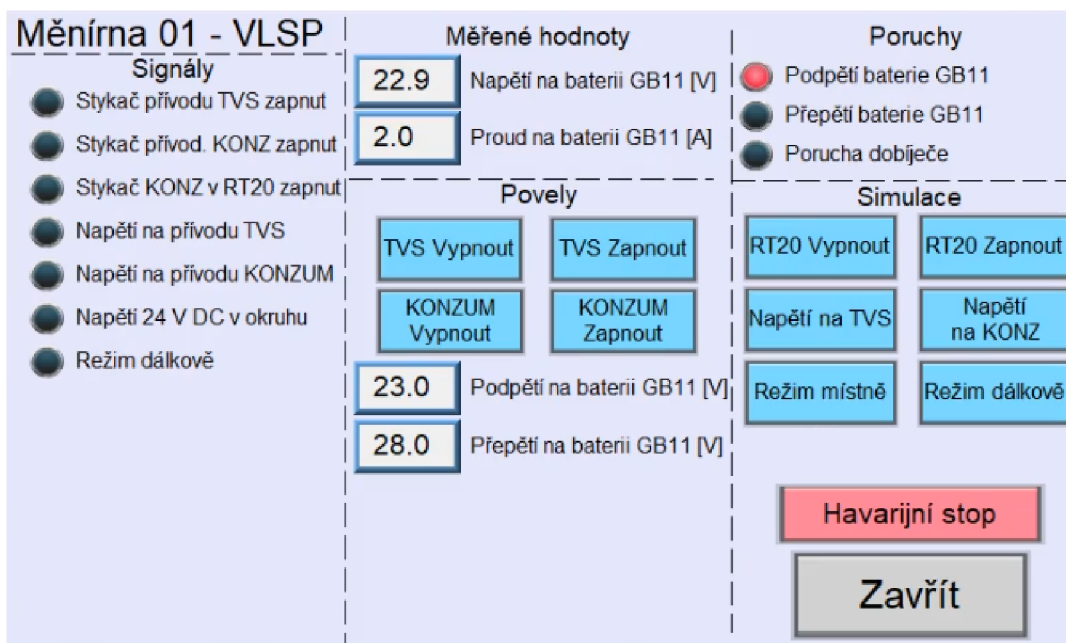 Měnírna 01 - VLSP
Signály
Stykač přívodu TVS zapnut
Stykač přívod. KONZ zapnut
Stykač KONZ v RT20 zapnut
Napětí na přívodu TVS
Napětí na přívodu KONZUM
Napětí 24 V DC v okruhu
Režim dálkově
Měřené hodnoty
22.9 Napětí na baterii GB11 [V]
2.0 Proud na baterii GB11 [A]
Povely
TVS Vypnout
TVS Zapnout
KONZUM
Vypnout
KONZUM
Zapnout
23.0 Podpětí na baterii GB11 [V]
28.0 Přepětí na baterii GB11 [V]
Poruchy
Podpětí baterie GB11
Přepětí baterie GB11
Porucha dobíječe
Simulace
RT20 Vypnout
RT20 Zapnout
Napětí na TVS
Napětí
na KONZ
Režim místně
Režim dálkově
Havarijní stop
Zavřít